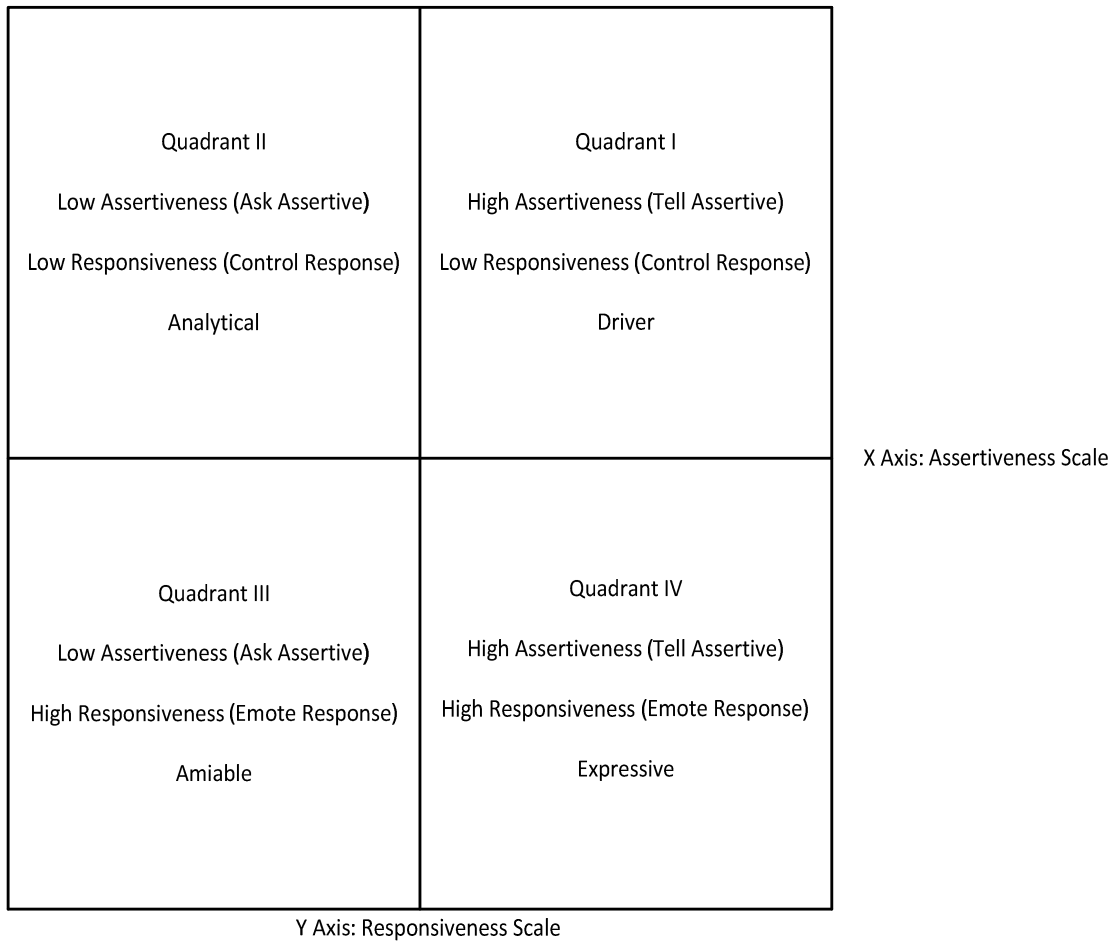 Quadrant II
Low Assertiveness (Ask Assertive)
Low Responsiveness (Control Response)
Analytical
Quadrant I
High Assertiveness (Tell Assertive)
Low Responsiveness (Control Response)
Driver
X Axis: Assertiveness Scale
Quadrant III
Low Assertiveness (Ask Assertive)
High Responsiveness (Emote Response)
Amiable
Quadrant IV
High Assertiveness (Tell Assertive)
High Responsiveness (Emote Response)
Expressive
Y Axis: Responsiveness Scale